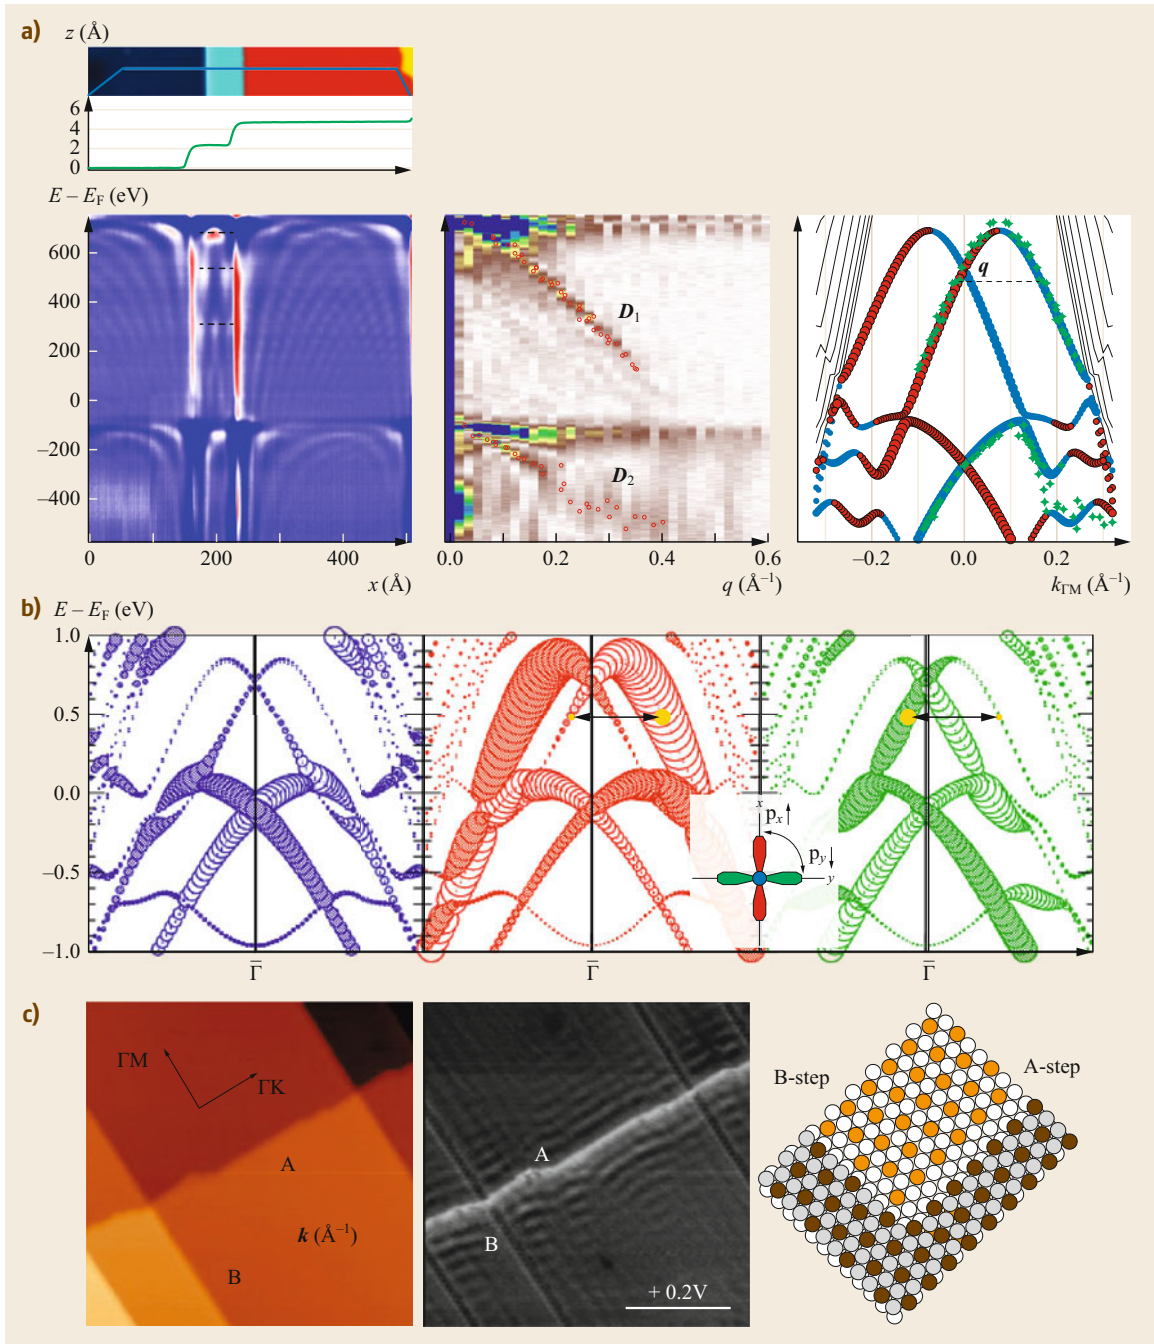 a)
z (Å)
6
4
2
0
E – E_F (eV)
600
400
200
0
−200
−400
0
200
400
x (Å)
D₁
D₂
0.0
0.2
0.4
0.6
q (Å⁻¹)
q
−0.2
0.0
0.2
k_ΓM (Å⁻¹)
b)
E – E_F (eV)
1.0
0.5
0.0
−0.5
−1.0
x
p_x ↑
p_y ↓
y
Γ̄
Γ̄
Γ̄
c)
ΓM
ΓK
A
k (Å⁻¹)
B
A
B
+ 0.2V
B-step
A-step